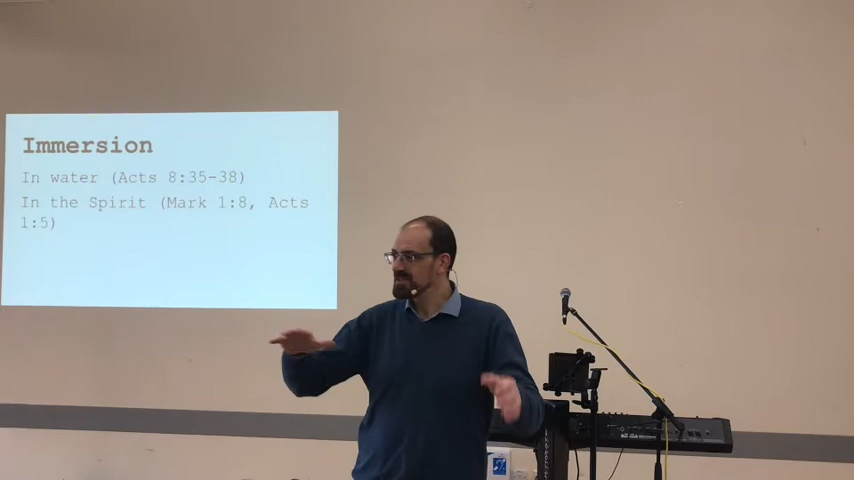 Immersion
In water (Acts 8:35-38)
In the Spirit (Mark 1:8, Acts
1:5)